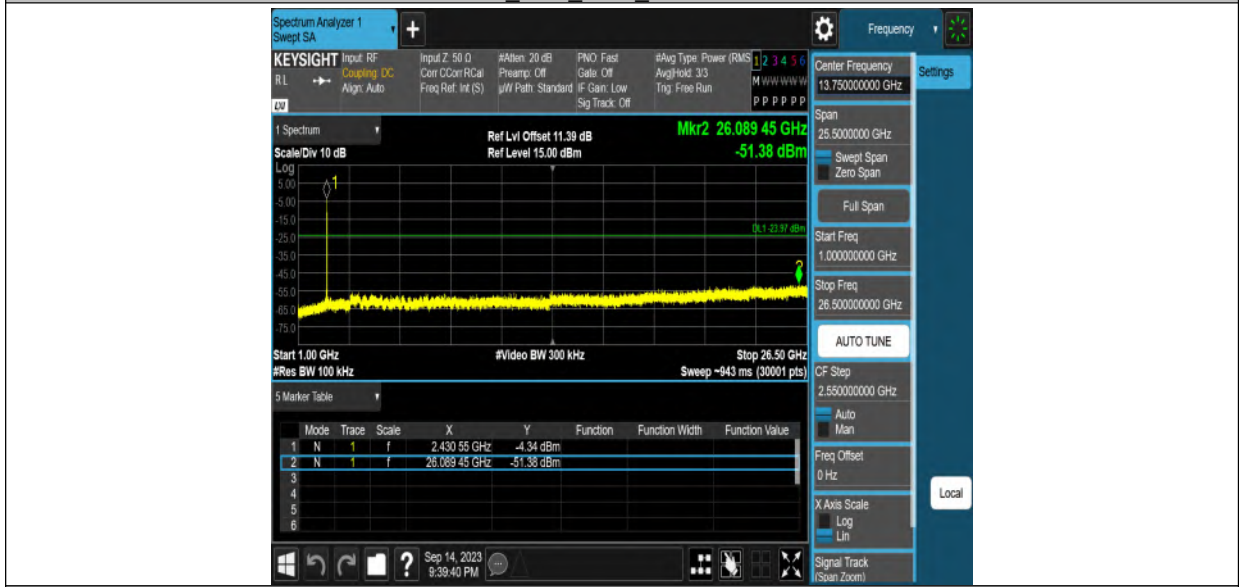 Spectrum Analyzer 1
Swept SA
+
Frequency
KEYSIGHT Input: RF Input Z: 50 Ω #Atten: 20 dB PNO: Fast #Avg Type: Power (RMS 1 2 3 4 5 6
RL Coupling: DC Corr CCorr RCal Preamp: Off Gate: Off Avg|Hold: 3/3 M W W W W W
Align: Auto Freq Ref: Int (S) µW Path: Standard IF Gain: Low Trig: Free Run
LXI Sig Track: Off P P P P P P
1 Spectrum
Scale/Div 10 dB
Ref Lvl Offset 11.39 dB
Ref Level 15.00 dBm
Mkr2 26.089 45 GHz
-51.38 dBm
Log
5.00
-5.00
-15.0
-25.0
-35.0
-45.0
-55.0
-65.0
-75.0
1
DL1 -23.97 dBm
2
Start 1.00 GHz #Video BW 300 kHz Stop 26.50 GHz
#Res BW 100 kHz Sweep ~943 ms (30001 pts)
5 Marker Table
Mode Trace Scale X Y Function Function Width Function Value
1 N 1 f 2.430 55 GHz -4.34 dBm
2 N 1 f 26.089 45 GHz -51.38 dBm
3
4
5
6
? Sep 14, 2023
9:39:40 PM
Center Frequency
13.750000000 GHz
Settings
Span
25.5000000 GHz
Swept Span
Zero Span
Full Span
Start Freq
1.000000000 GHz
Stop Freq
26.500000000 GHz
AUTO TUNE
CF Step
2.550000000 GHz
Auto
Man
Freq Offset
0 Hz
X Axis Scale
Log
Lin
Local
Signal Track
(Span Zoom)